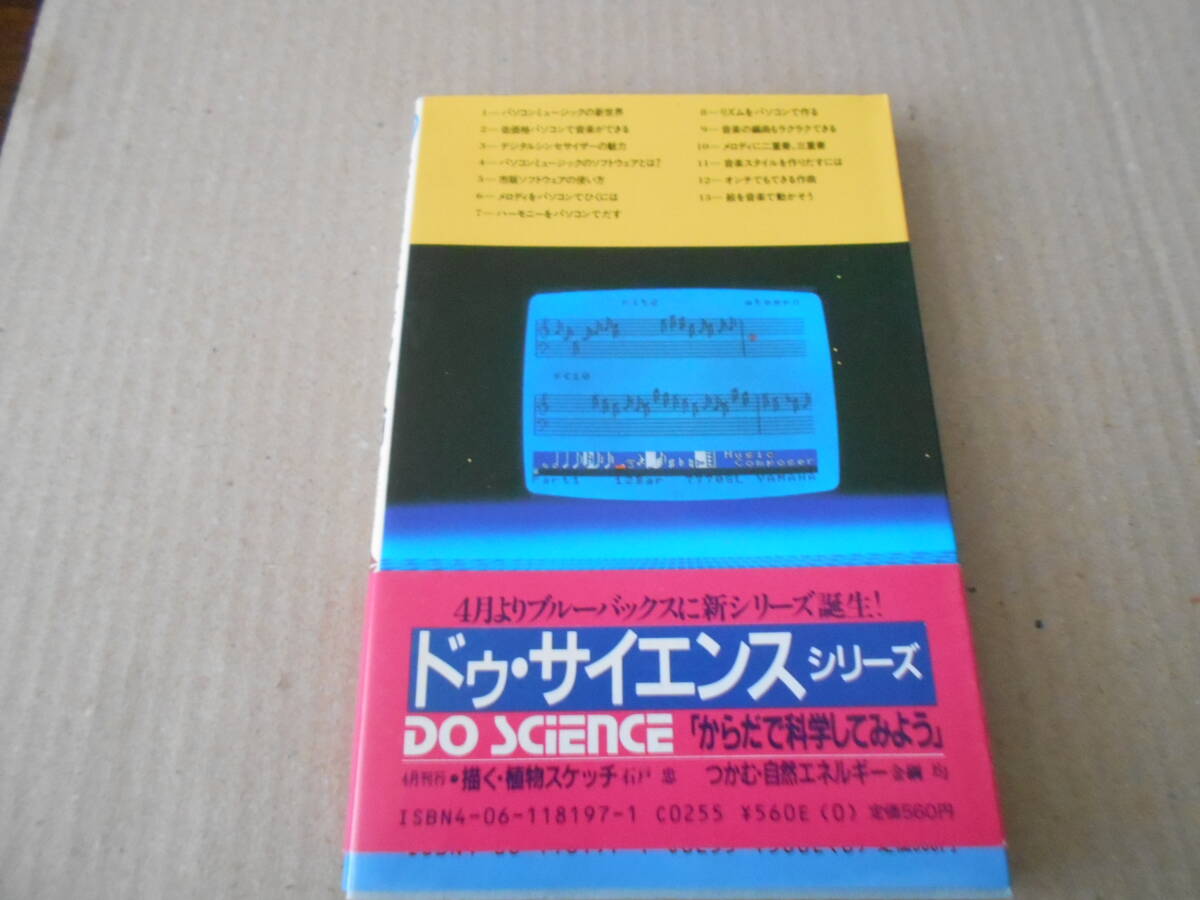 1―パソコンミュージックの新世界
2―低価格パソコンで音楽ができる
3―デジタルシンセサイザーの魅力
4―パソコンミュージックのソフトウェアとは?
5―市販ソフトウェアの使い方
6―メロディをパソコンでひくには
7―ハーモニーをパソコンでだす
8―リズムをパソコンで作る
9―音楽の編曲もラクラクできる
10―メロディに二重奏、三重奏
11―音楽スタイルを作りだすには
12―オンチでもできる作曲
13―絵を音楽で動かそう
Music
Composer
Part1 12Bar YAMAHA
4月よりブルーバックスに新シリーズ誕生!
ドゥ・サイエンスシリーズ
DO SCiENCE 「からだで科学してみよう」
4月刊行●描く・植物スケッチ 石戸 忠 つかむ・自然エネルギー 金綱 均
ISBN4-06-118197-1 C0255 ¥560E (0) 定価560円